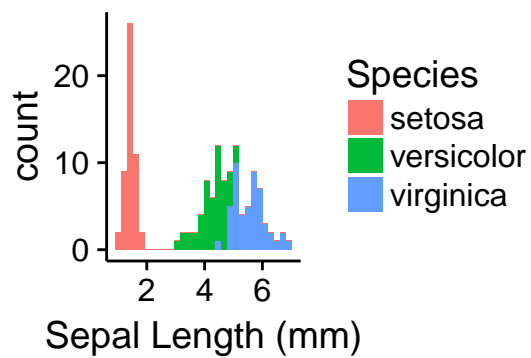 20
10
0
count
2 4 6
Sepal Length (mm)
Species
setosa
versicolor
virginica